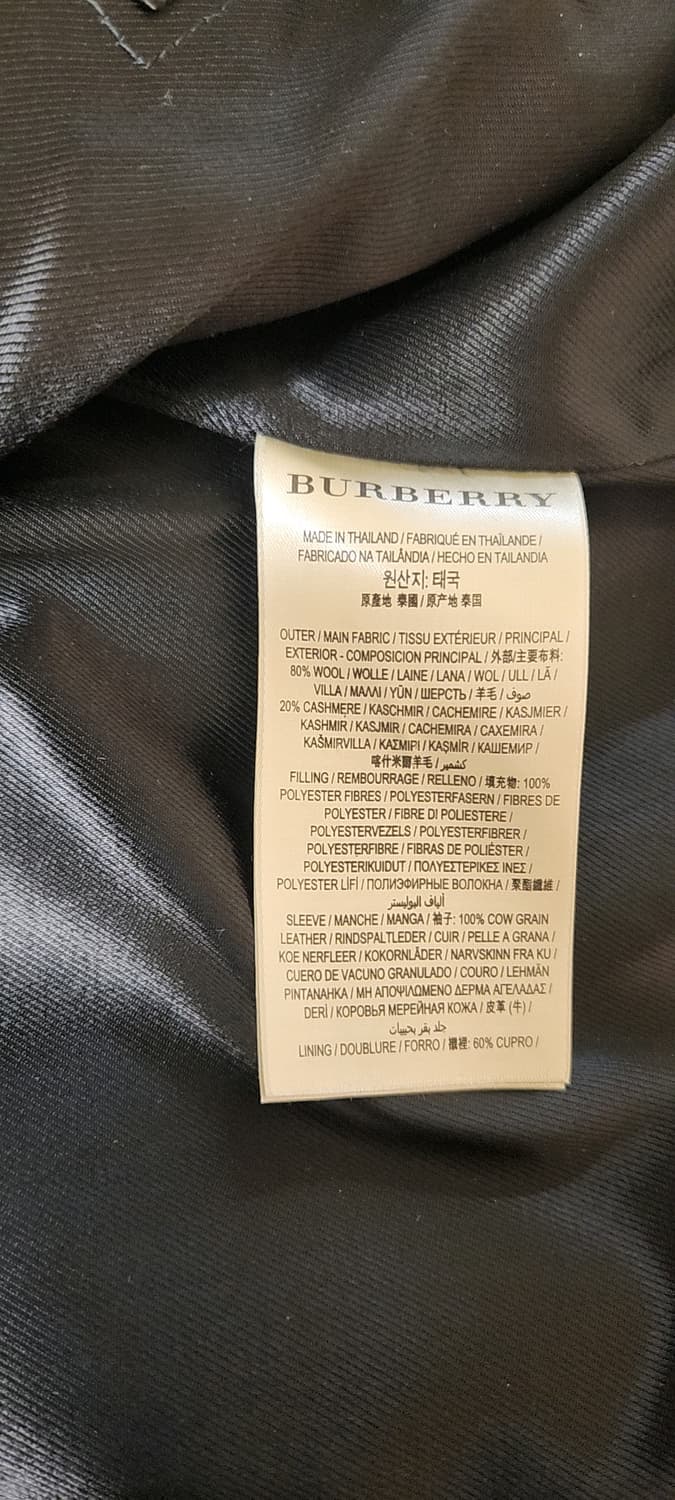 BURBERRY
MADE IN THAILAND / FABRIQUÉ EN THAÏLANDE /
FABRICADO NA TAILÂNDIA / HECHO EN TAILANDIA
원산지: 태국
原產地 泰國 / 原产地 泰国
OUTER / MAIN FABRIC / TISSU EXTÉRIEUR / PRINCIPAL /
EXTERIOR - COMPOSICION PRINCIPAL / 外部/主要布料:
80% WOOL / WOLLE / LAINE / LANA / WOL / ULL / LÃ /
VILLA / ΜΑΛΛΙ / YÜN / ШЕРСТЬ / 羊毛 / صوف /
20% CASHMERE / KASCHMIR / CACHEMIRE / KASJMIER /
KASHMIR / KASJMIR / CACHEMIRA / CAXEMIRA /
KAŠMIRVILLA / ΚΑΣΜΙΡΙ / KAŞMİR / КАШЕМИР /
喀什米爾羊毛 / كشمير /
FILLING / REMBOURRAGE / RELLENO / 填充物: 100%
POLYESTER FIBRES / POLYESTERFASERN / FIBRES DE
POLYESTER / FIBRE DI POLIESTERE /
POLYESTERVEZELS / POLYESTERFIBRER /
POLYESTERFIBRE / FIBRAS DE POLIÉSTER /
POLYESTERIKUIDUT / ΠΟΛΥΕΣΤΕΡΙΚΕΣ ΙΝΕΣ /
POLYESTER LİFİ / ПОЛИЭФИРНЫЕ ВОЛОКНА / 聚酯纖維 /
ألياف البوليستر
SLEEVE / MANCHE / MANGA / 袖子: 100% COW GRAIN
LEATHER / RINDSPALTLEDER / CUIR / PELLE A GRANA /
KOE NERFLEER / KOKORNLÅDER / NARVSKINN FRA KU /
CUERO DE VACUNO GRANULADO / COURO / LEHMÄN
PINTANAHKA / ΜΗ ΑΠΟΨΙΛΩΜΕΝΟ ΔΕΡΜΑ ΑΓΕΛΑΔΑΣ /
DERİ / КОРОВЬЯ МЕРЕЙНАЯ КОЖА / 皮革 (牛) /
جلد بقر بحبيبات
LINING / DOUBLURE / FORRO / 襯裡: 60% CUPRO /